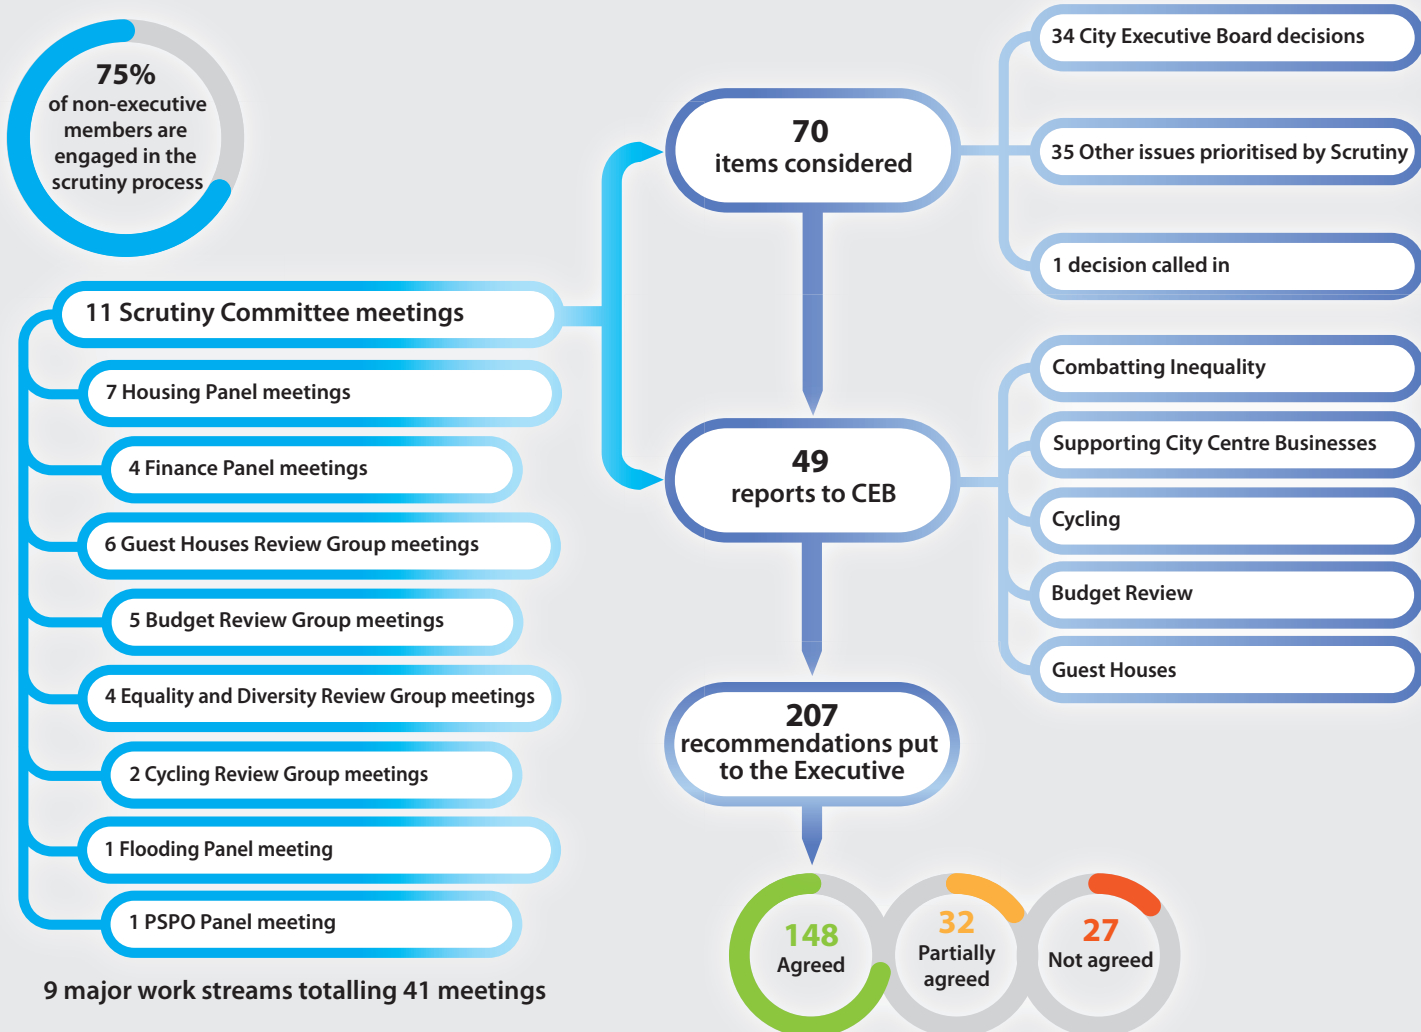 75%
of non-executive
members are
engaged in the
scrutiny process
11 Scrutiny Committee meetings
7 Housing Panel meetings
4 Finance Panel meetings
6 Guest Houses Review Group meetings
5 Budget Review Group meetings
4 Equality and Diversity Review Group meetings
2 Cycling Review Group meetings
1 Flooding Panel meeting
1 PSPO Panel meeting
9 major work streams totalling 41 meetings
70
items considered
34 City Executive Board decisions
35 Other issues prioritised by Scrutiny
1 decision called in
49
reports to CEB
Combatting Inequality
Supporting City Centre Businesses
Cycling
Budget Review
Guest Houses
207
recommendations put
to the Executive
148
Agreed
32
Partially
agreed
27
Not agreed